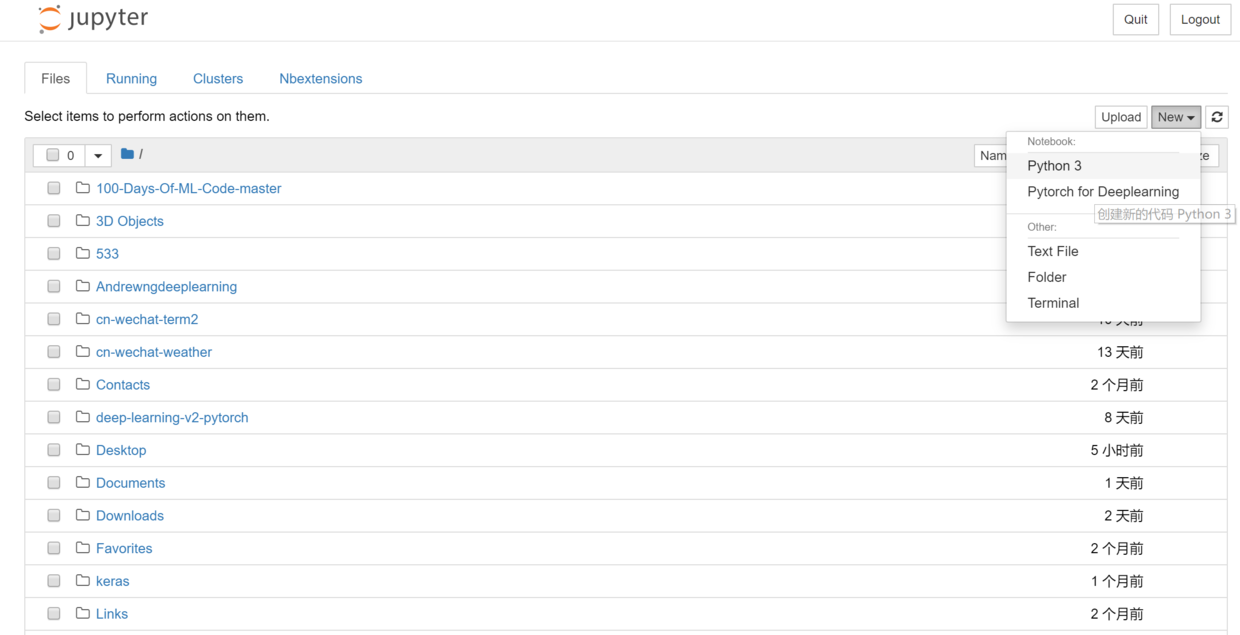 jupyter
Quit
Logout
Files
Running
Clusters
Nbextensions
Select items to perform actions on them.
Upload
New
0
/
Notebook:
Python 3
Pytorch for Deeplearning
创建新的代码 Python 3
Other:
Text File
Folder
Terminal
100-Days-Of-ML-Code-master
3D Objects
533
Andrewngdeeplearning
cn-wechat-term2
cn-wechat-weather 13 天前
Contacts 2 个月前
deep-learning-v2-pytorch 8 天前
Desktop 5 小时前
Documents 1 天前
Downloads 2 天前
Favorites 2 个月前
keras 1 个月前
Links 2 个月前